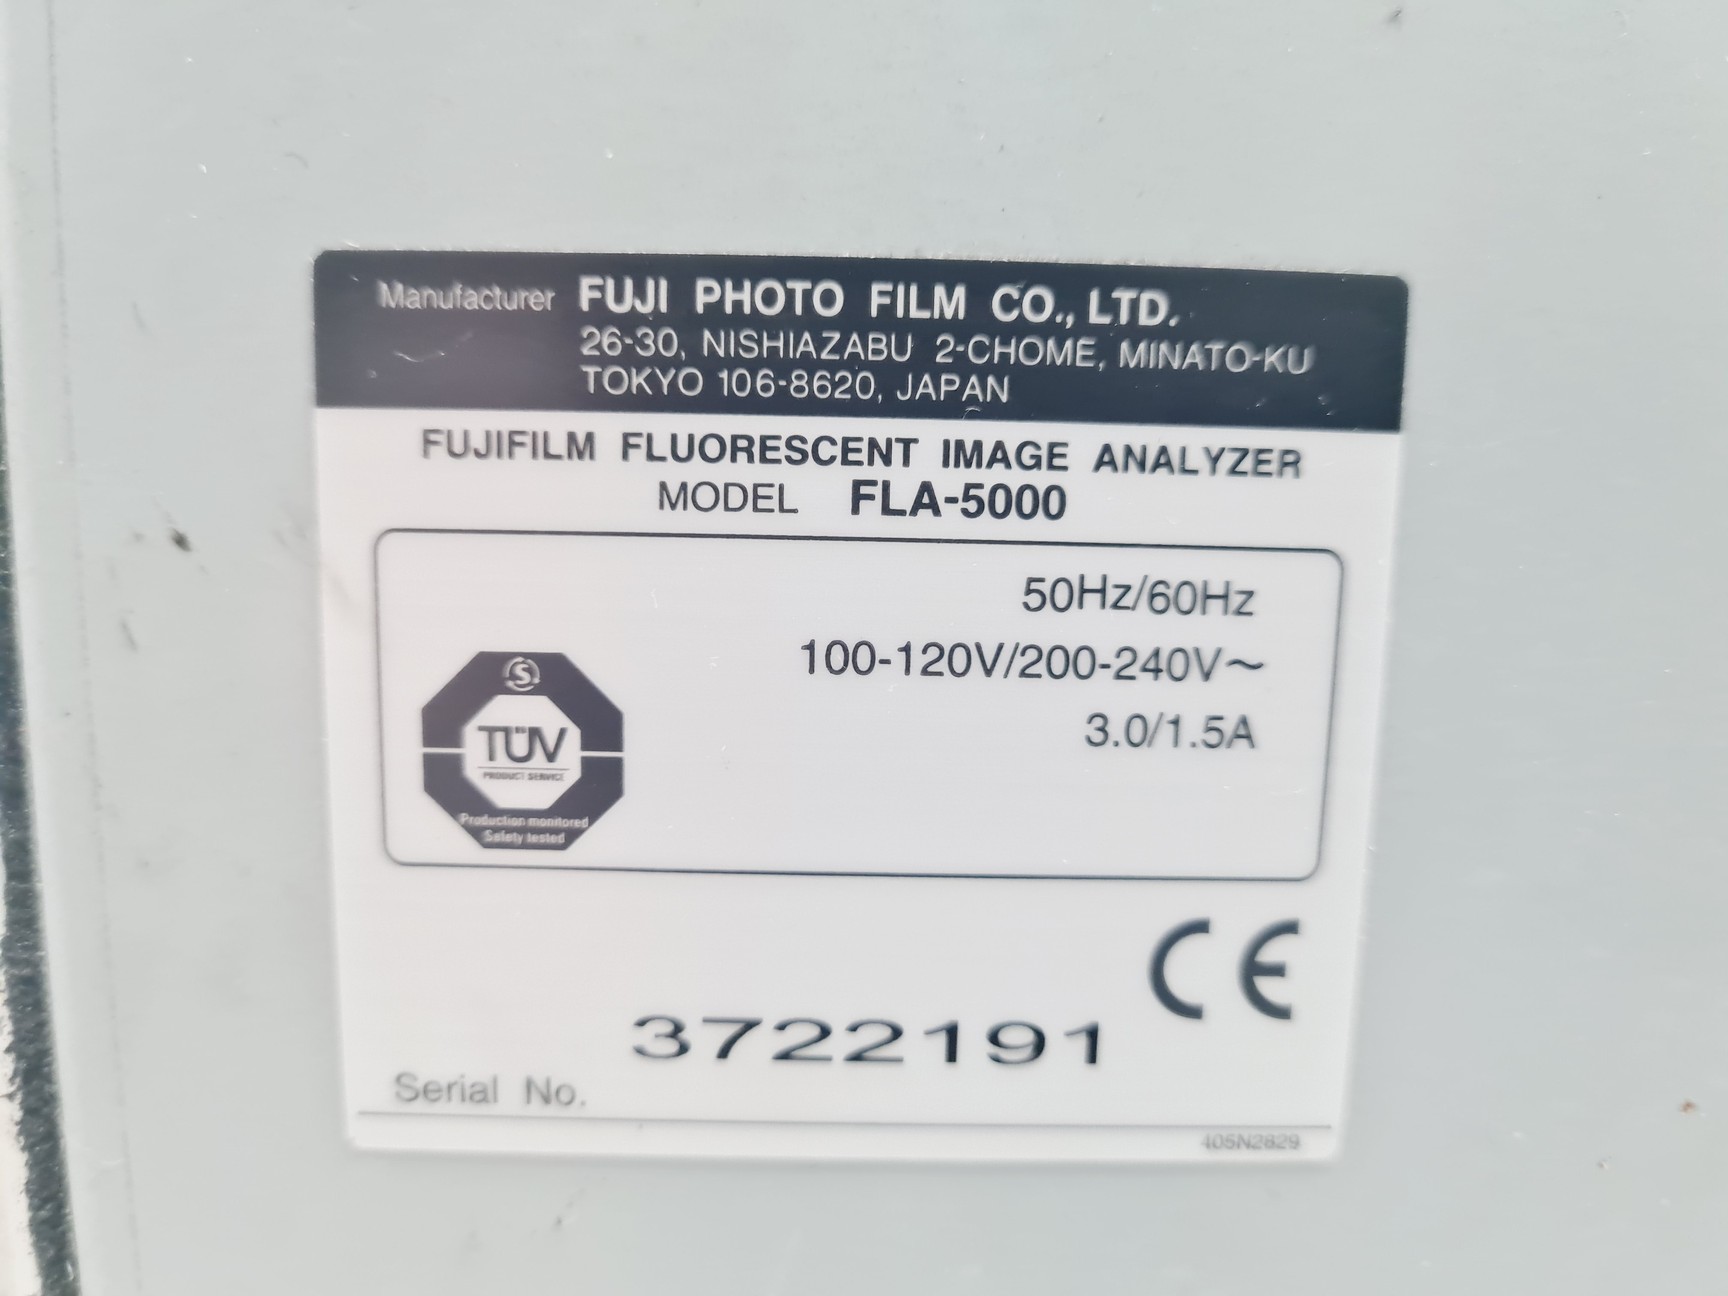 Manufacturer FUJI PHOTO FILM CO., LTD.
26-30, NISHIAZABU 2-CHOME, MINATO-KU
TOKYO 106-8620, JAPAN
FUJIFILM FLUORESCENT IMAGE ANALYZER
MODEL FLA-5000
50Hz/60Hz
100-120V/200-240V～
3.0/1.5A
S
TÜV
PRODUCT SERVICE
Production monitored
Safety tested
CE
3722191
Serial No.
405N2829